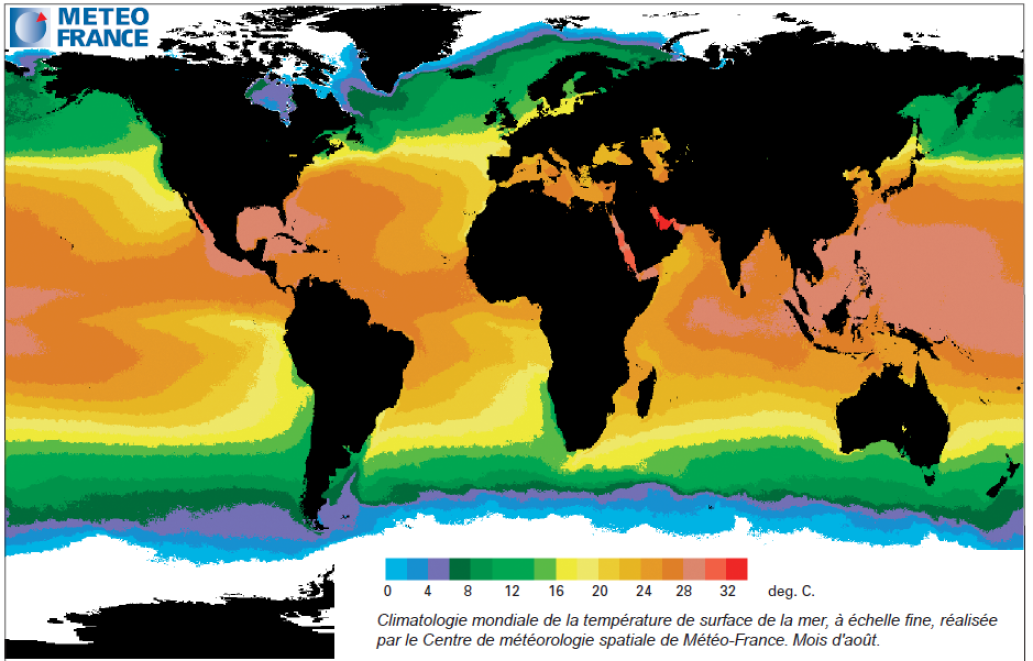 METEO
FRANCE
0 4 8 12 16 20 24 28 32 deg. C.
Climatologie mondiale de la température de surface de la mer, à échelle fine, réalisée
par le Centre de météorologie spatiale de Météo-France. Mois d'août.